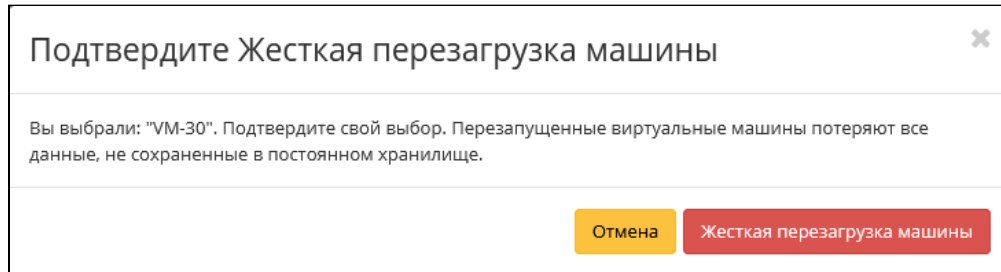 Подтвердите Жесткая перезагрузка машины
Вы выбрали: "VM-30". Подтвердите свой выбор. Перезапущенные виртуальные машины потеряют все
данные, не сохраненные в постоянном хранилище.
Отмена
Жесткая перезагрузка машины